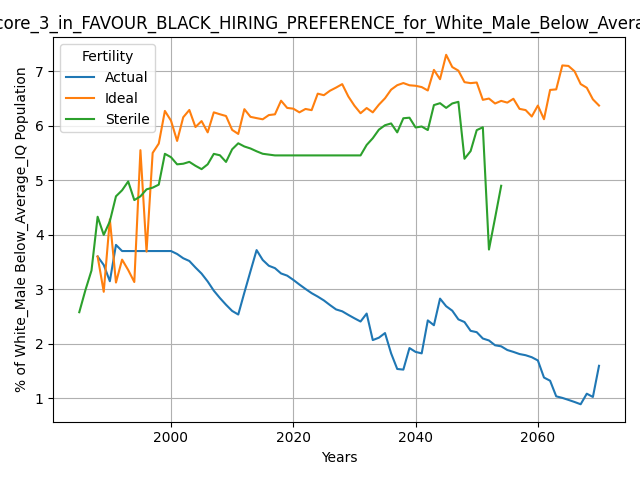 core_3_in_FAVOUR_BLACK_HIRING_PREFERENCE_for_White_Male_Below_Avera
Fertility
Actual
Ideal
Sterile
7
6
5
4
3
2
1
% of White_Male Below_Average_IQ Population
2000
2020
2040
2060
Years